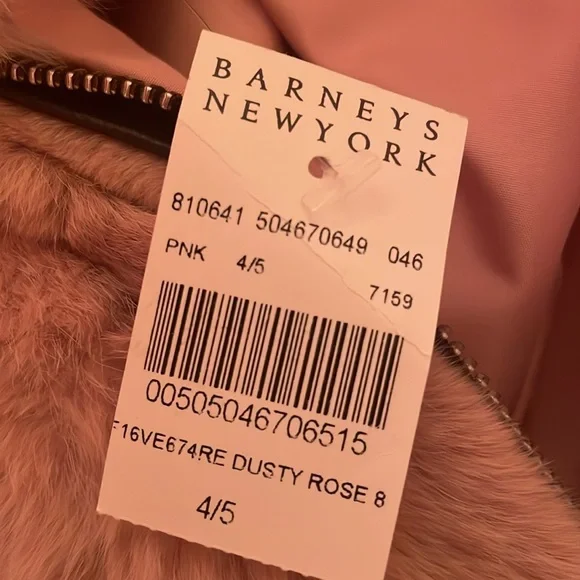 BARNEYS
NEWYORK
810641 504670649 046
PNK 4/5
7159
00505046706515
F16VE674RE DUSTY ROSE 8
4/5